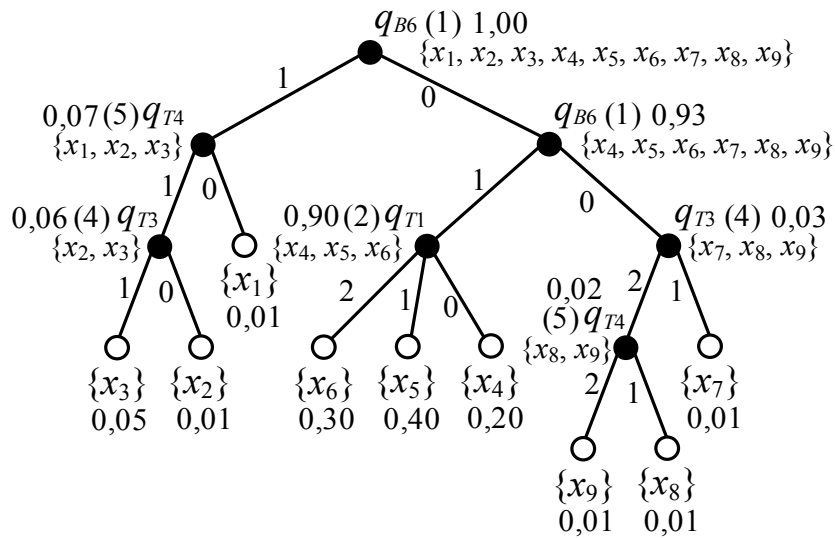 q_B6 (1) 1,00
{x1, x2, x3, x4, x5, x6, x7, x8, x9}
1
0
0,07(5) q_T4
{x1, x2, x3}
q_B6 (1) 0,93
{x4, x5, x6, x7, x8, x9}
1
0
1
0
0,06(4) q_T3
{x2, x3}
{x1}
0,01
0,90(2) q_T1
{x4, x5, x6}
q_T3 (4) 0,03
{x7, x8, x9}
1
0
2
1
0
2
1
0,02
(5) q_T4
{x8, x9}
{x3}
0,05
{x2}
0,01
{x6}
0,30
{x5}
0,40
{x4}
0,20
{x7}
0,01
2
1
{x9}
0,01
{x8}
0,01